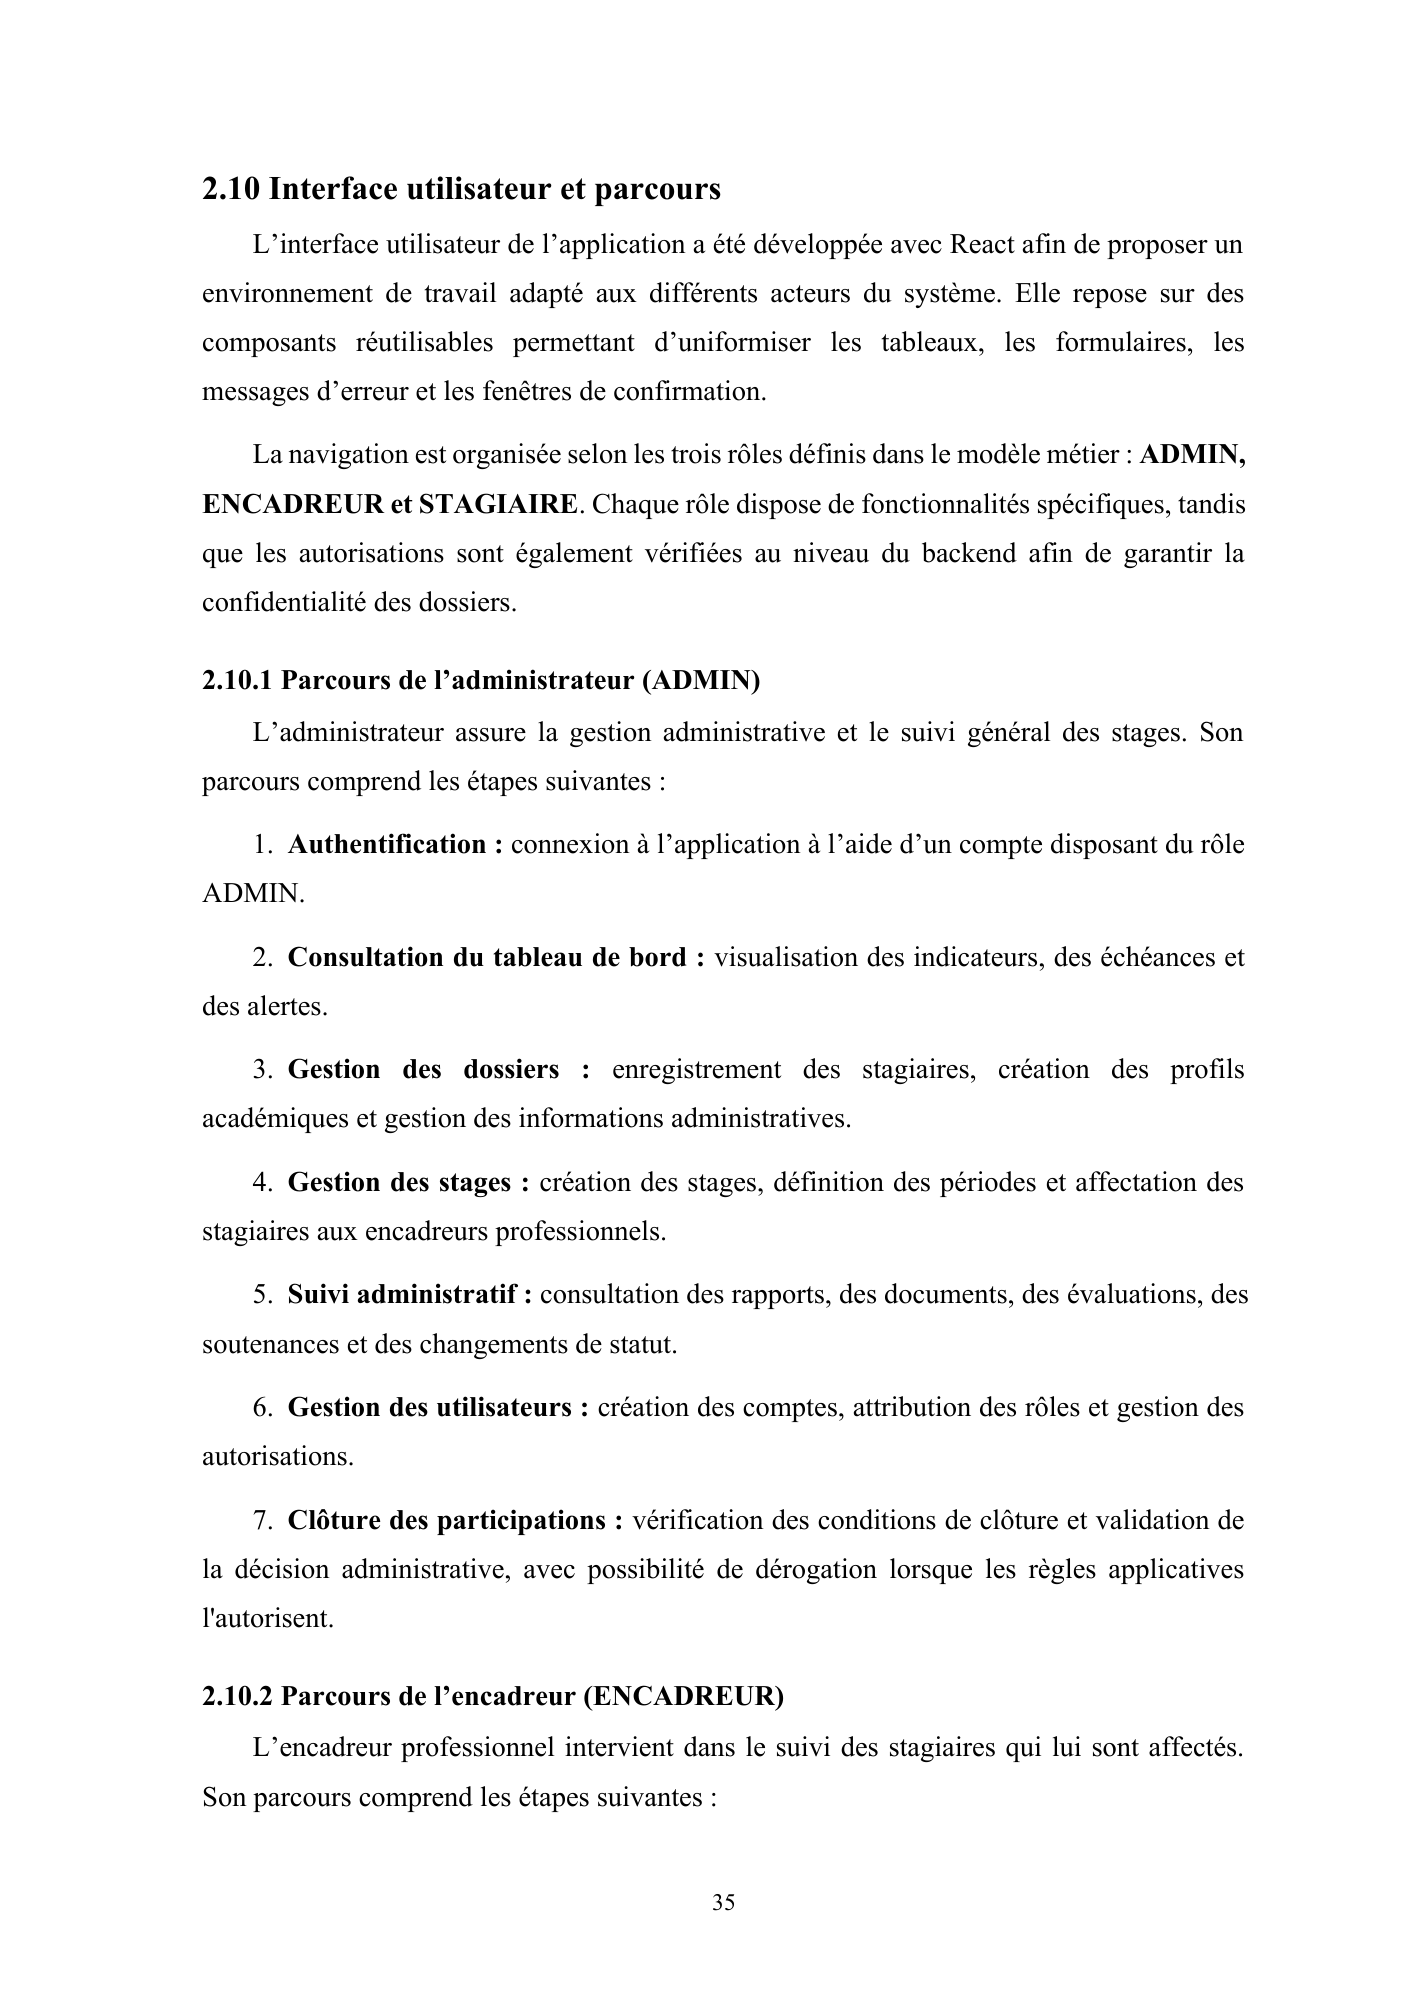 2.10 Interface utilisateur et parcours
L’interface utilisateur de l’application a été développée avec React afin de proposer un
environnement de travail adapté aux différents acteurs du système. Elle repose sur des
composants réutilisables permettant d’uniformiser les tableaux, les formulaires, les
messages d’erreur et les fenêtres de confirmation.
La navigation est organisée selon les trois rôles définis dans le modèle métier : ADMIN,
ENCADREUR et STAGIAIRE. Chaque rôle dispose de fonctionnalités spécifiques, tandis
que les autorisations sont également vérifiées au niveau du backend afin de garantir la
confidentialité des dossiers.
2.10.1 Parcours de l’administrateur (ADMIN)
L’administrateur assure la gestion administrative et le suivi général des stages. Son
parcours comprend les étapes suivantes :
1. Authentification : connexion à l’application à l’aide d’un compte disposant du rôle
ADMIN.
2. Consultation du tableau de bord : visualisation des indicateurs, des échéances et
des alertes.
3. Gestion des dossiers : enregistrement des stagiaires, création des profils
académiques et gestion des informations administratives.
4. Gestion des stages : création des stages, définition des périodes et affectation des
stagiaires aux encadreurs professionnels.
5. Suivi administratif : consultation des rapports, des documents, des évaluations, des
soutenances et des changements de statut.
6. Gestion des utilisateurs : création des comptes, attribution des rôles et gestion des
autorisations.
7. Clôture des participations : vérification des conditions de clôture et validation de
la décision administrative, avec possibilité de dérogation lorsque les règles applicatives
l'autorisent.
2.10.2 Parcours de l’encadreur (ENCADREUR)
L’encadreur professionnel intervient dans le suivi des stagiaires qui lui sont affectés.
Son parcours comprend les étapes suivantes :
35